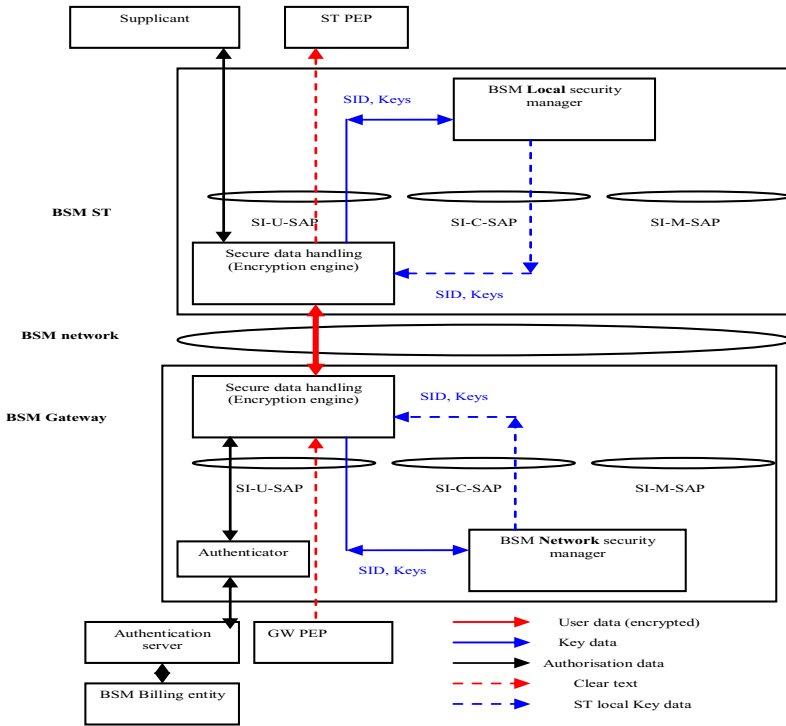 Supplicant
ST PEP
BSM Local security
manager
SID, Keys
BSM ST
SI-U-SAP
SI-C-SAP
SI-M-SAP
Secure data handling
(Encryption engine)
SID, Keys
BSM network
Secure data handling
(Encryption engine)
SID, Keys
BSM Gateway
SI-U-SAP
SI-C-SAP
SI-M-SAP
Authenticator
BSM Network security
manager
SID, Keys
Authentication
server
GW PEP
User data (encrypted)
Key data
Authorisation data
Clear text
ST local Key data
BSM Billing entity